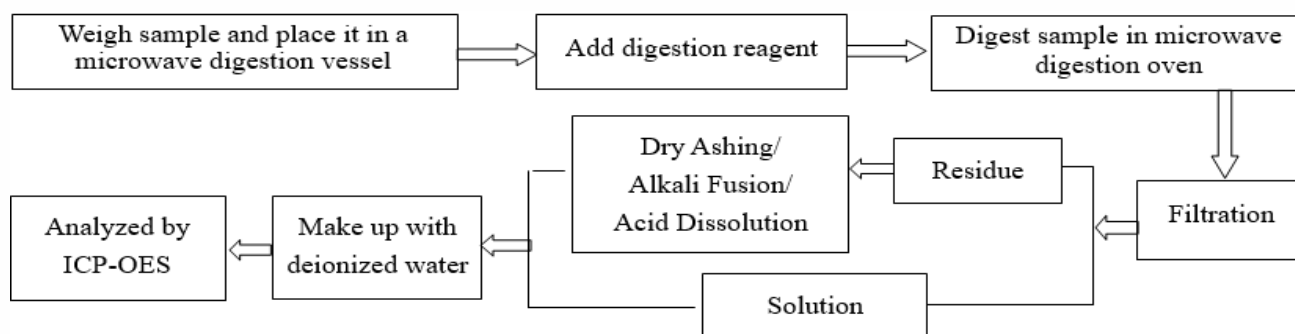 Weigh sample and place it in a
microwave digestion vessel
Add digestion reagent
Digest sample in microwave
digestion oven
Filtration
Residue
Dry Ashing/
Alkali Fusion/
Acid Dissolution
Solution
Make up with
deionized water
Analyzed by
ICP-OES